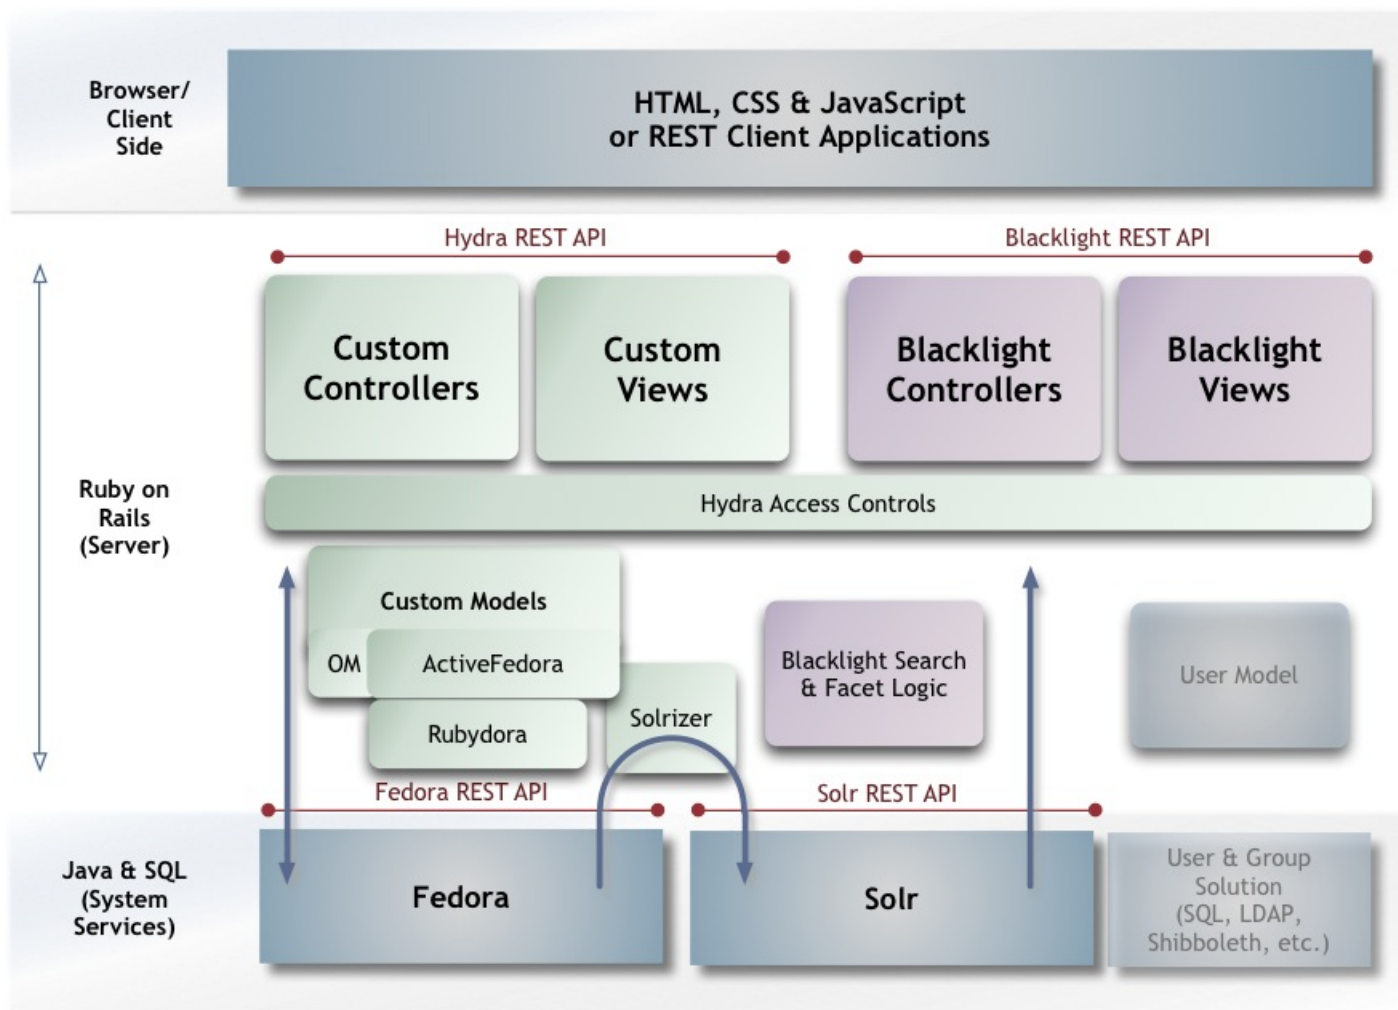 Browser/
Client
Side
HTML, CSS & JavaScript
or REST Client Applications
Hydra REST API
Blacklight REST API
Custom
Controllers
Custom
Views
Blacklight
Controllers
Blacklight
Views
Ruby on
Rails
(Server)
Hydra Access Controls
Custom Models
OM
ActiveFedora
Rubydora
Solrizer
Blacklight Search
& Facet Logic
User Model
Fedora REST API
Solr REST API
Java & SQL
(System
Services)
Fedora
Solr
User & Group
Solution
(SQL, LDAP,
Shibboleth, etc.)